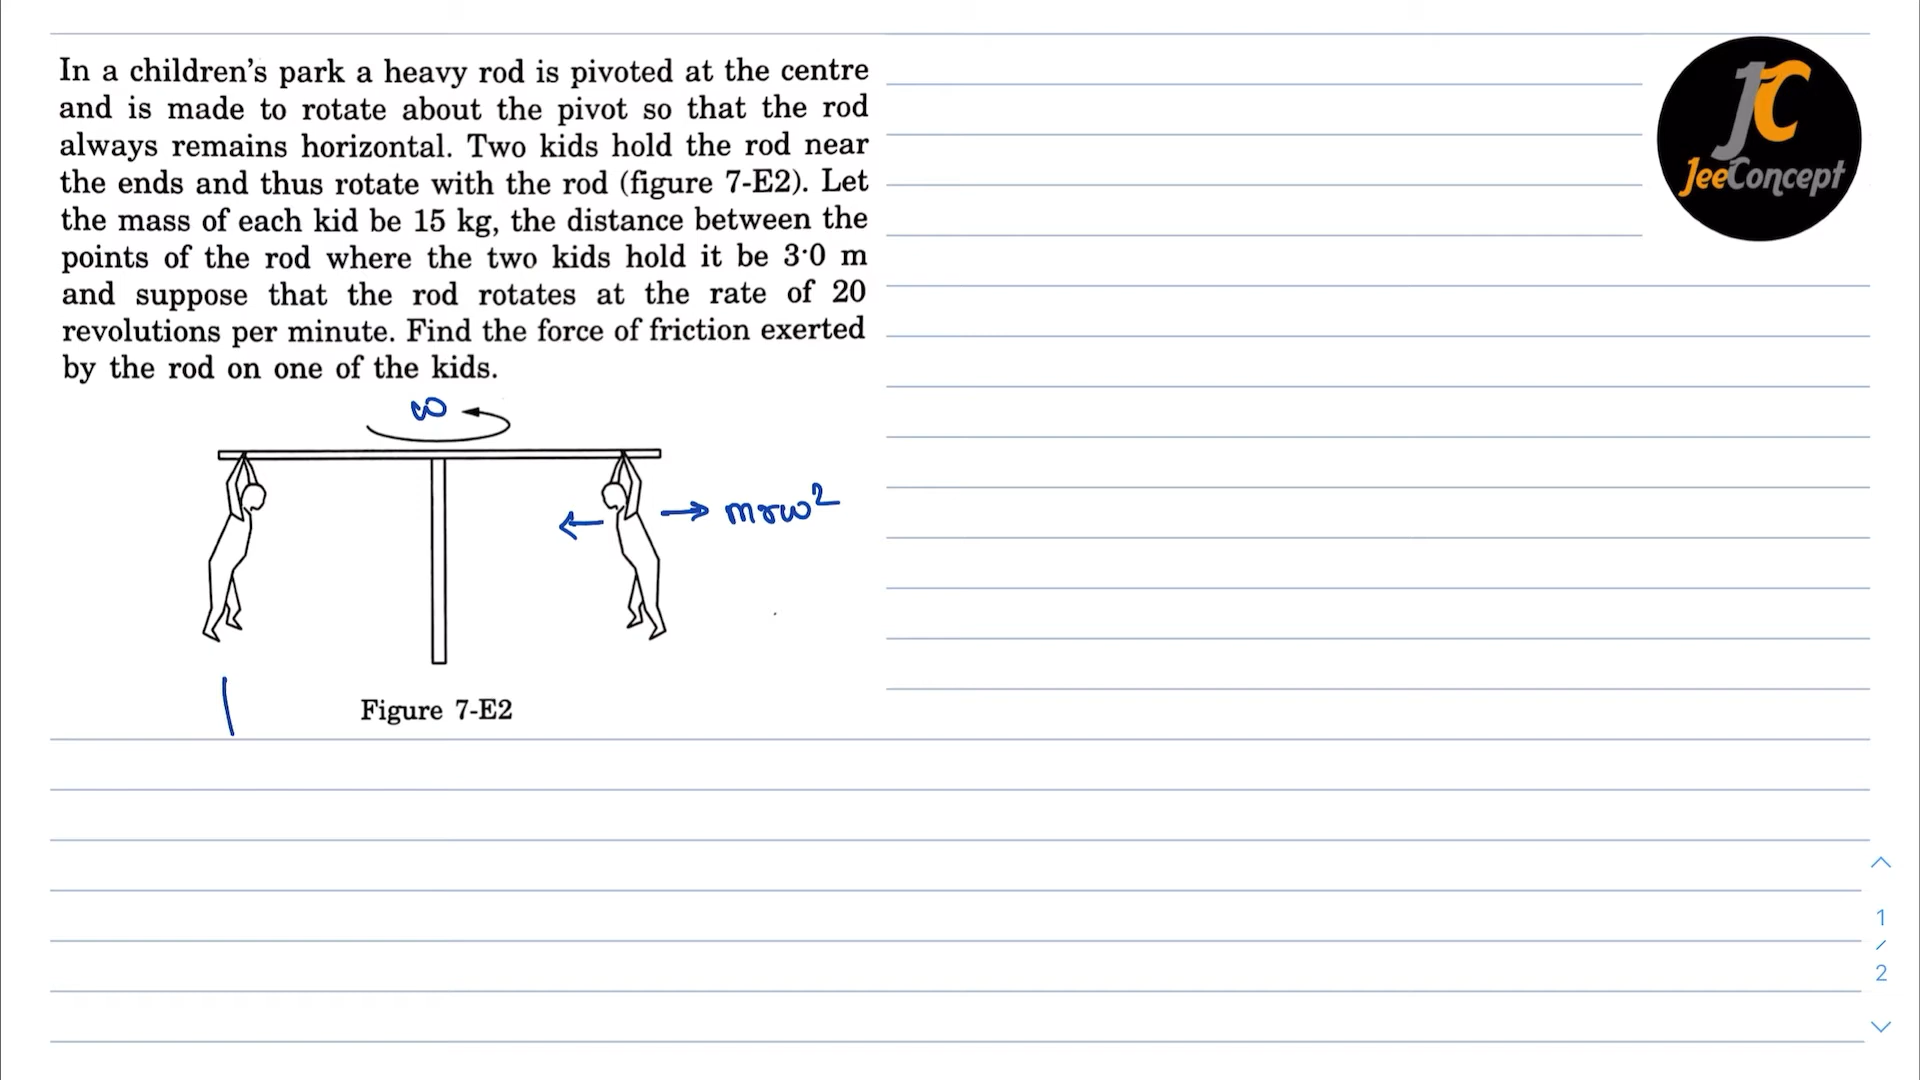 In a children's park a heavy rod is pivoted at the centre
and is made to rotate about the pivot so that the rod
always remains horizontal. Two kids hold the rod near
the ends and thus rotate with the rod (figure 7-E2). Let
the mass of each kid be 15 kg, the distance between the
points of the rod where the two kids hold it be 3·0 m
and suppose that the rod rotates at the rate of 20
revolutions per minute. Find the force of friction exerted
by the rod on one of the kids.
ω
mrω²
Figure 7-E2
JC
JeeConcept
1
/
2